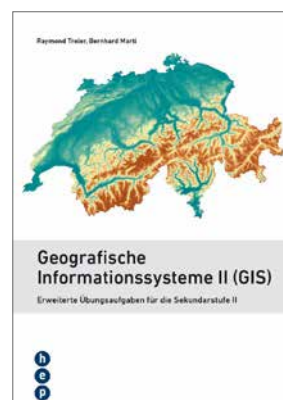 Raymond Treier, Bernhard Marti
Geografische
Informationssysteme II (GIS)
Erweiterte Übungsaufgaben für die Sekundarstufe II
h
e
p